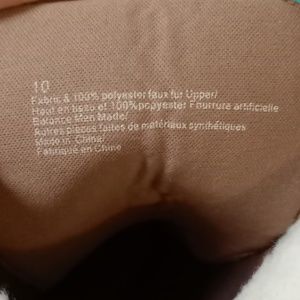 10
Fabric & 100% polyester faux fur Upper/
Haut en tissu et 100% polyester Fourrure artificielle
Balance Man Made/
Autres pièces faites de matériaux synthétiques
Made in China/
Fabriqué en Chine